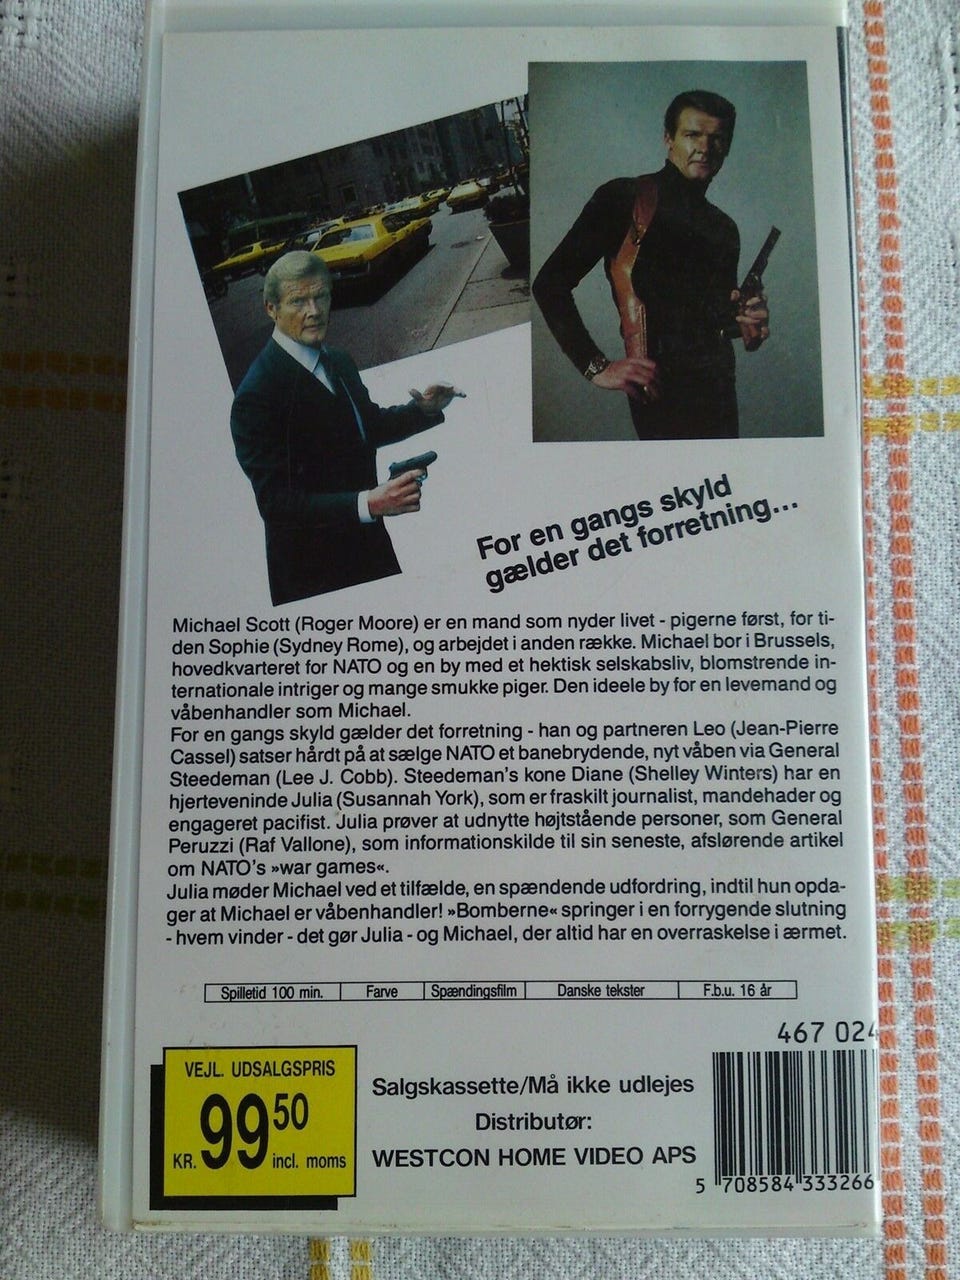 For en gangs skyld
gælder det forretning...
Michael Scott (Roger Moore) er en mand som nyder livet - pigerne først, for ti-
den Sophie (Sydney Rome), og arbejdet i anden række. Michael bor i Brussels,
hovedkvarteret for NATO og en by med et hektisk selskabsliv, blomstrende in-
ternationale intriger og mange smukke piger. Den ideele by for en levemand og
våbenhandler som Michael.
For en gangs skyld gælder det forretning - han og partneren Leo (Jean-Pierre
Cassel) satser hårdt på at sælge NATO et banebrydende, nyt våben via General
Steedeman (Lee J. Cobb). Steedeman's kone Diane (Shelley Winters) har en
hjerteveninde Julia (Susannah York), som er fraskilt journalist, mandehader og
engageret pacifist. Julia prøver at udnytte højtstående personer, som General
Peruzzi (Raf Vallone), som informationskilde til sin seneste, afslørende artikel
om NATO's »war games«.
Julia møder Michael ved et tilfælde, en spændende udfordring, indtil hun opda-
ger at Michael er våbenhandler! »Bomberne« springer i en forrygende slutning
- hvem vinder - det gør Julia - og Michael, der altid har en overraskelse i ærmet.
Spilletid 100 min. Farve Spændingsfilm Danske tekster F.b.u. 16 år
467 024
VEJL. UDSALGSPRIS
KR. 99 50 incl. moms
Salgskassette/Må ikke udlejes
Distributør:
WESTCON HOME VIDEO APS
5 708584 333266